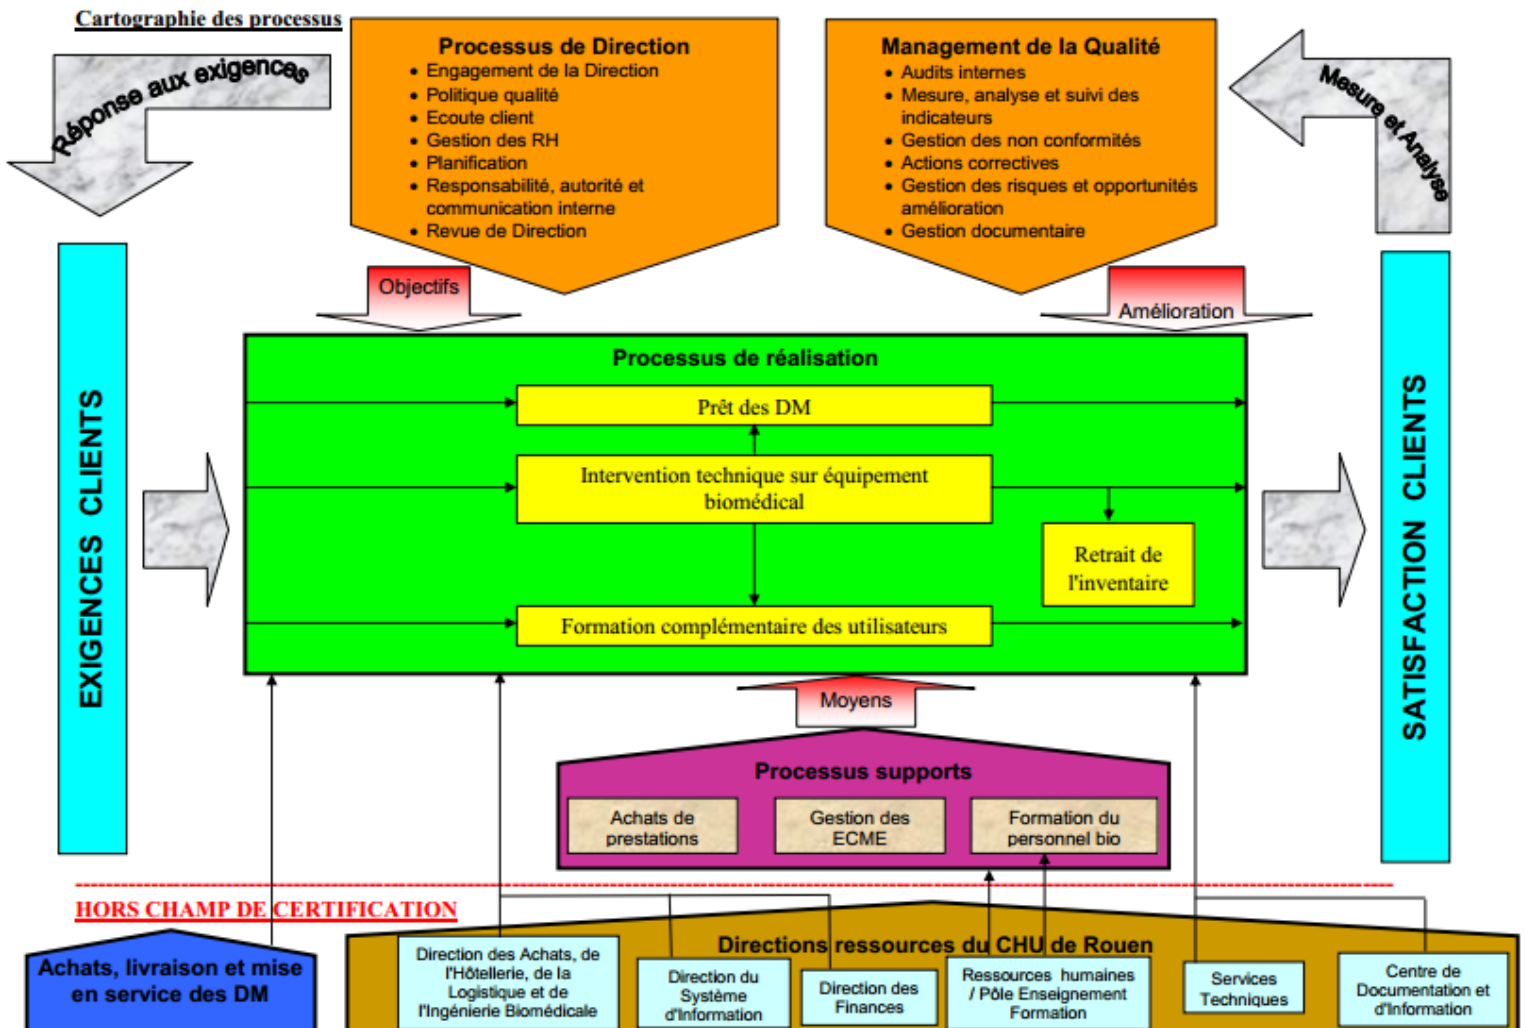 Cartographie des processus
Réponse aux exigences
Processus de Direction
• Engagement de la Direction
• Politique qualité
• Ecoute client
• Gestion des RH
• Planification
• Responsabilité, autorité et
communication interne
• Revue de Direction
Management de la Qualité
• Audits internes
• Mesure, analyse et suivi des
indicateurs
• Gestion des non conformités
• Actions correctives
• Gestion des risques et opportunités
amélioration
• Gestion documentaire
Mesure et Analyse
Objectifs
Amélioration
EXIGENCES CLIENTS
Processus de réalisation
Prêt des DM
Intervention technique sur équipement
biomédical
Retrait de
l'inventaire
Formation complémentaire des utilisateurs
SATISFACTION CLIENTS
Moyens
Processus supports
Achats de
prestations
Gestion des
ECME
Formation du
personnel bio
HORS CHAMP DE CERTIFICATION
Achats, livraison et mise
en service des DM
Directions ressources du CHU de Rouen
Direction des Achats, de
l'Hôtellerie, de la
Logistique et de
l'Ingénierie Biomédicale
Direction du
Système
d'Information
Direction des
Finances
Ressources humaines
/ Pôle Enseignement
Formation
Services
Techniques
Centre de
Documentation et
d'Information